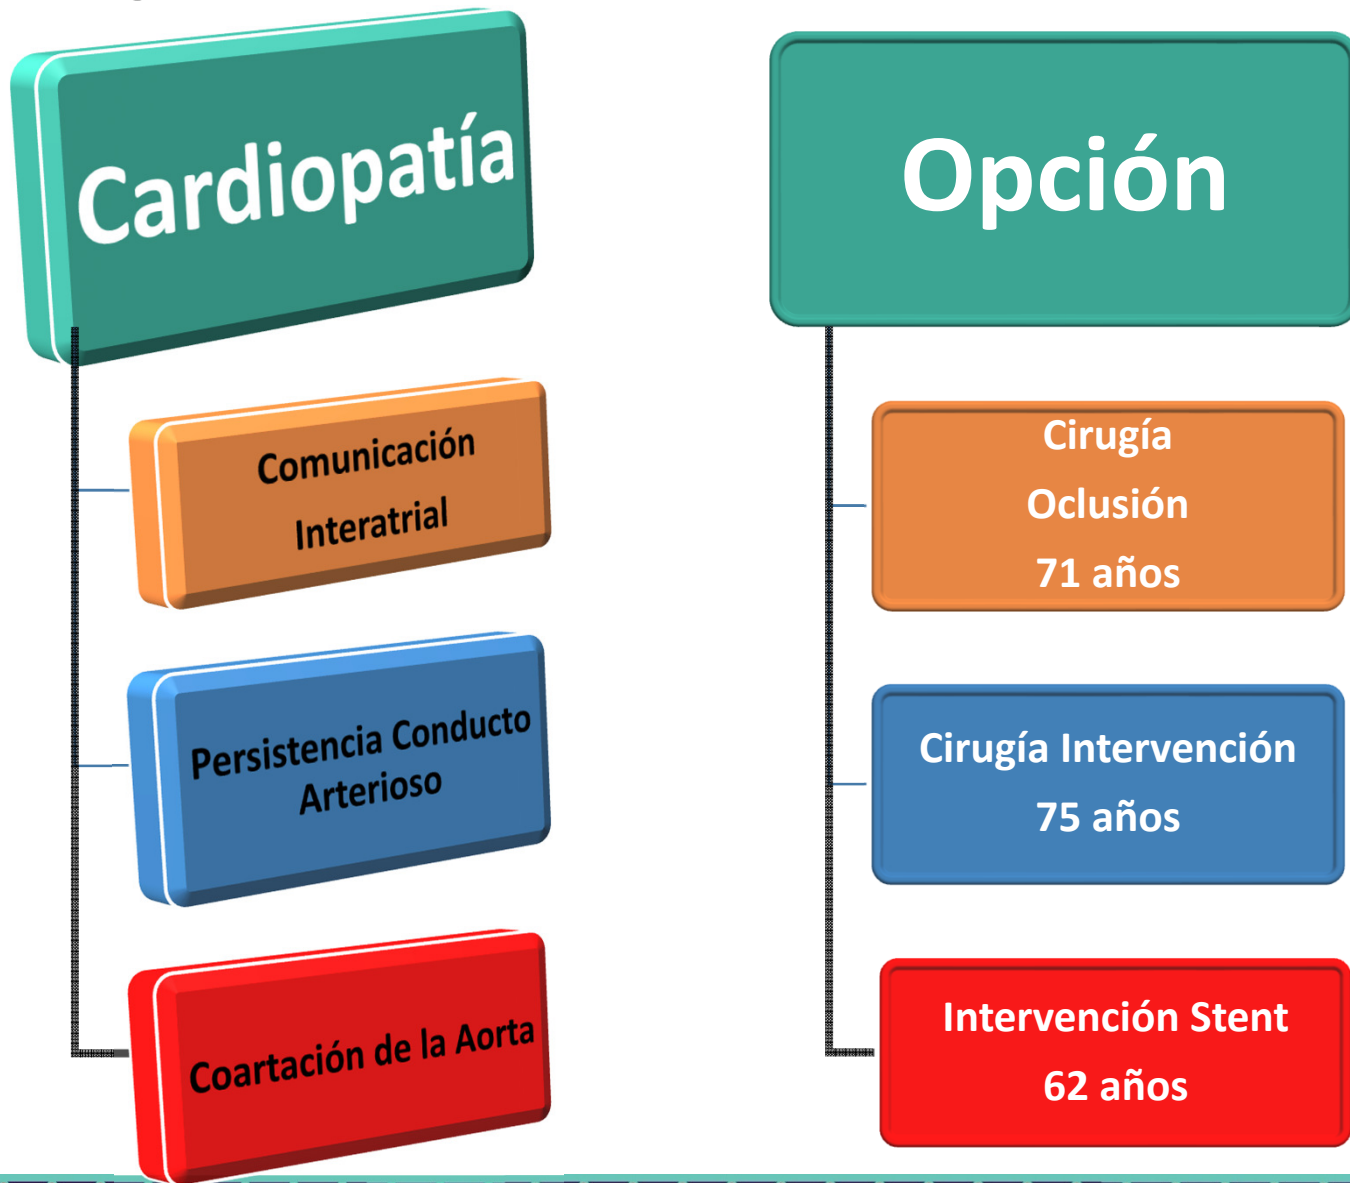 Cardiopatía
Comunicación
Interatrial
Persistencia Conducto
Arterioso
Coartación de la Aorta
Opción
Cirugía
Oclusión
71 años
Cirugía Intervención
75 años
Intervención Stent
62 años